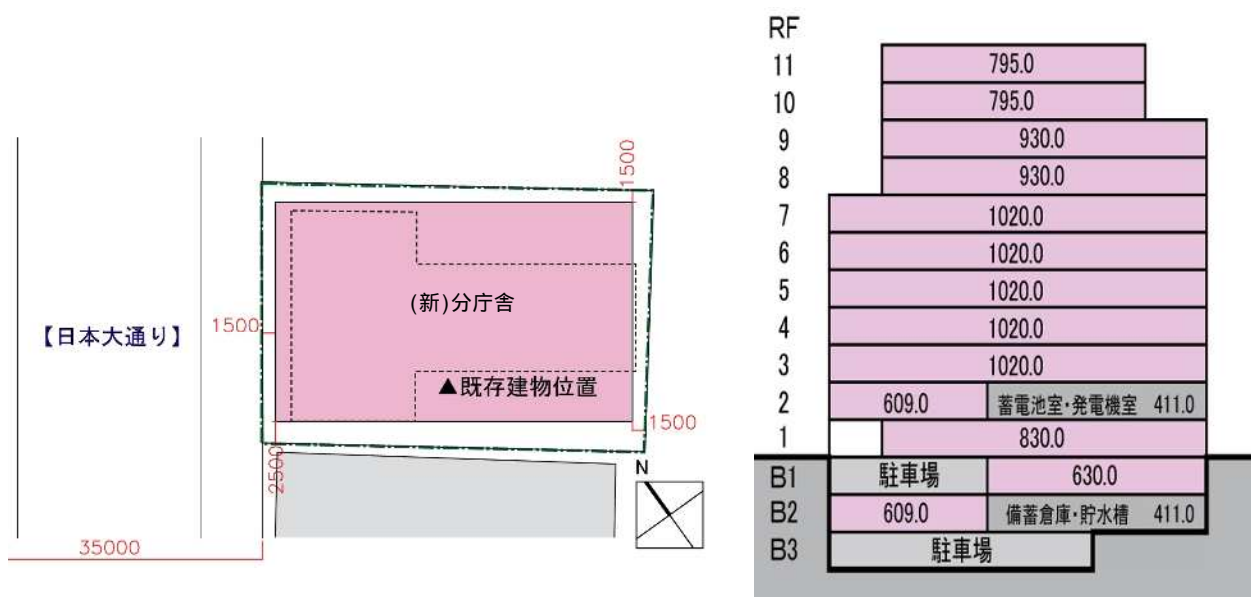 1500
(新)分庁舎
1500
【日本大通り】
▲既存建物位置
1500
2500
N
35000
RF
11 795.0
10 795.0
9 930.0
8 930.0
7 1020.0
6 1020.0
5 1020.0
4 1020.0
3 1020.0
2 609.0 蓄電池室・発電機室 411.0
1 830.0
B1 駐車場 630.0
B2 609.0 備蓄倉庫・貯水槽 411.0
B3 駐車場